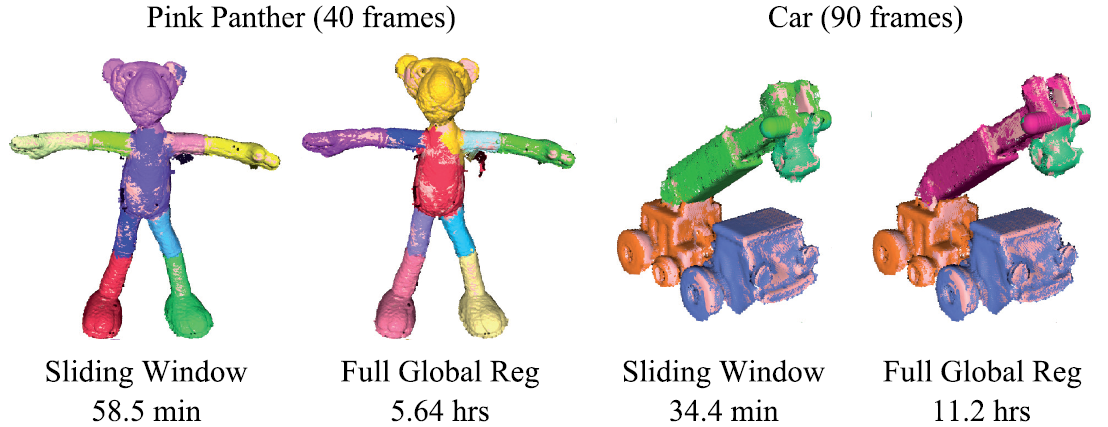 Pink Panther (40 frames)
Car (90 frames)
Sliding Window
58.5 min
Full Global Reg
5.64 hrs
Sliding Window
34.4 min
Full Global Reg
11.2 hrs